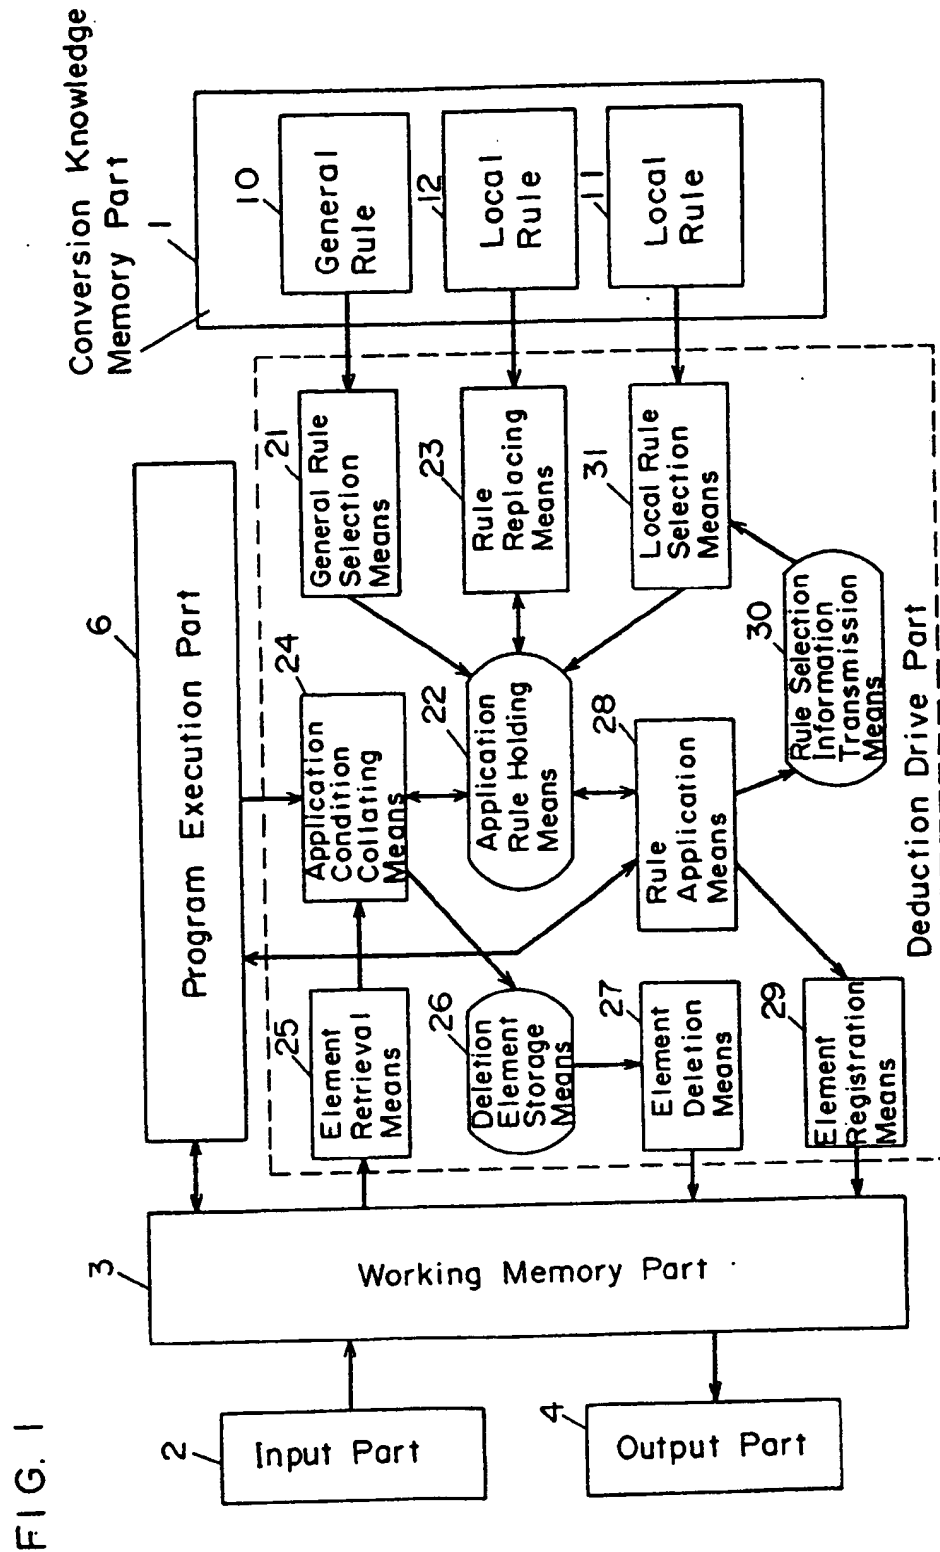 FIG. 1
2
Input Part
4
Output Part
3
Working Memory Part
6
Program Execution Part
25
Element
Retrieval
Means
26
Deletion
Element
Storage
Means
27
Element
Deletion
Means
29
Element
Registration
Means
24
Application
Condition
Collating
Means
22
Application
Rule Holding
Means
28
Rule
Application
Means
21
General Rule
Selection
Means
23
Rule
Replacing
Means
31
Local Rule
Selection
Means
30
Rule Selection
Information
Transmission
Means
Deduction Drive Part
Conversion Knowledge
Memory Part
1
10
General
Rule
12
Local
Rule
11
Local
Rule